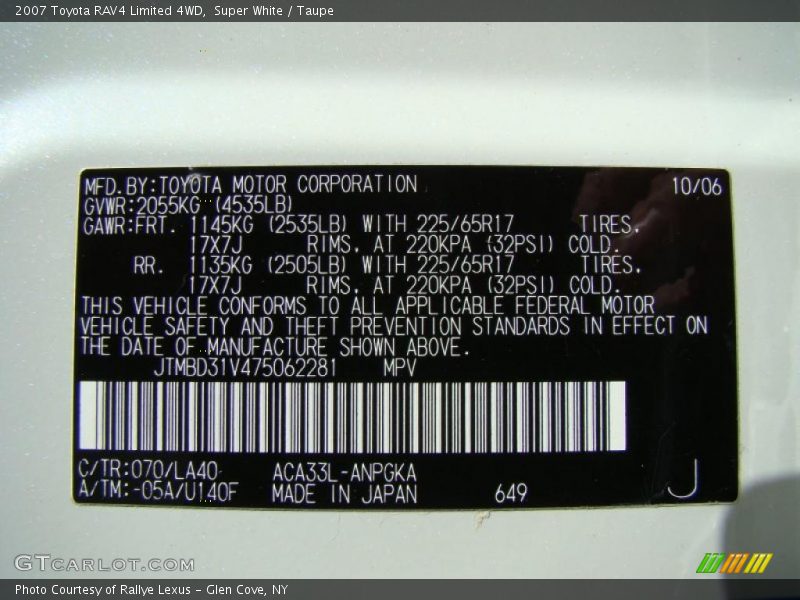 2007 Toyota RAV4 Limited 4WD, Super White / Taupe
MFD.BY:TOYOTA MOTOR CORPORATION 10/06
GVWR:2055KG (4535LB)
GAWR:FRT. 1145KG (2535LB) WITH 225/65R17 TIRES,
17X7J RIMS, AT 220KPA (32PSI) COLD.
RR. 1135KG (2505LB) WITH 225/65R17 TIRES,
17X7J RIMS, AT 220KPA (32PSI) COLD.
THIS VEHICLE CONFORMS TO ALL APPLICABLE FEDERAL MOTOR
VEHICLE SAFETY AND THEFT PREVENTION STANDARDS IN EFFECT ON
THE DATE OF MANUFACTURE SHOWN ABOVE.
JTMBD31V475062281 MPV
C/TR:070/LA40 ACA33L-ANPGKA
A/TM:-05A/U140F MADE IN JAPAN 649 J
GTCARLOT.COM
Photo Courtesy of Rallye Lexus - Glen Cove, NY